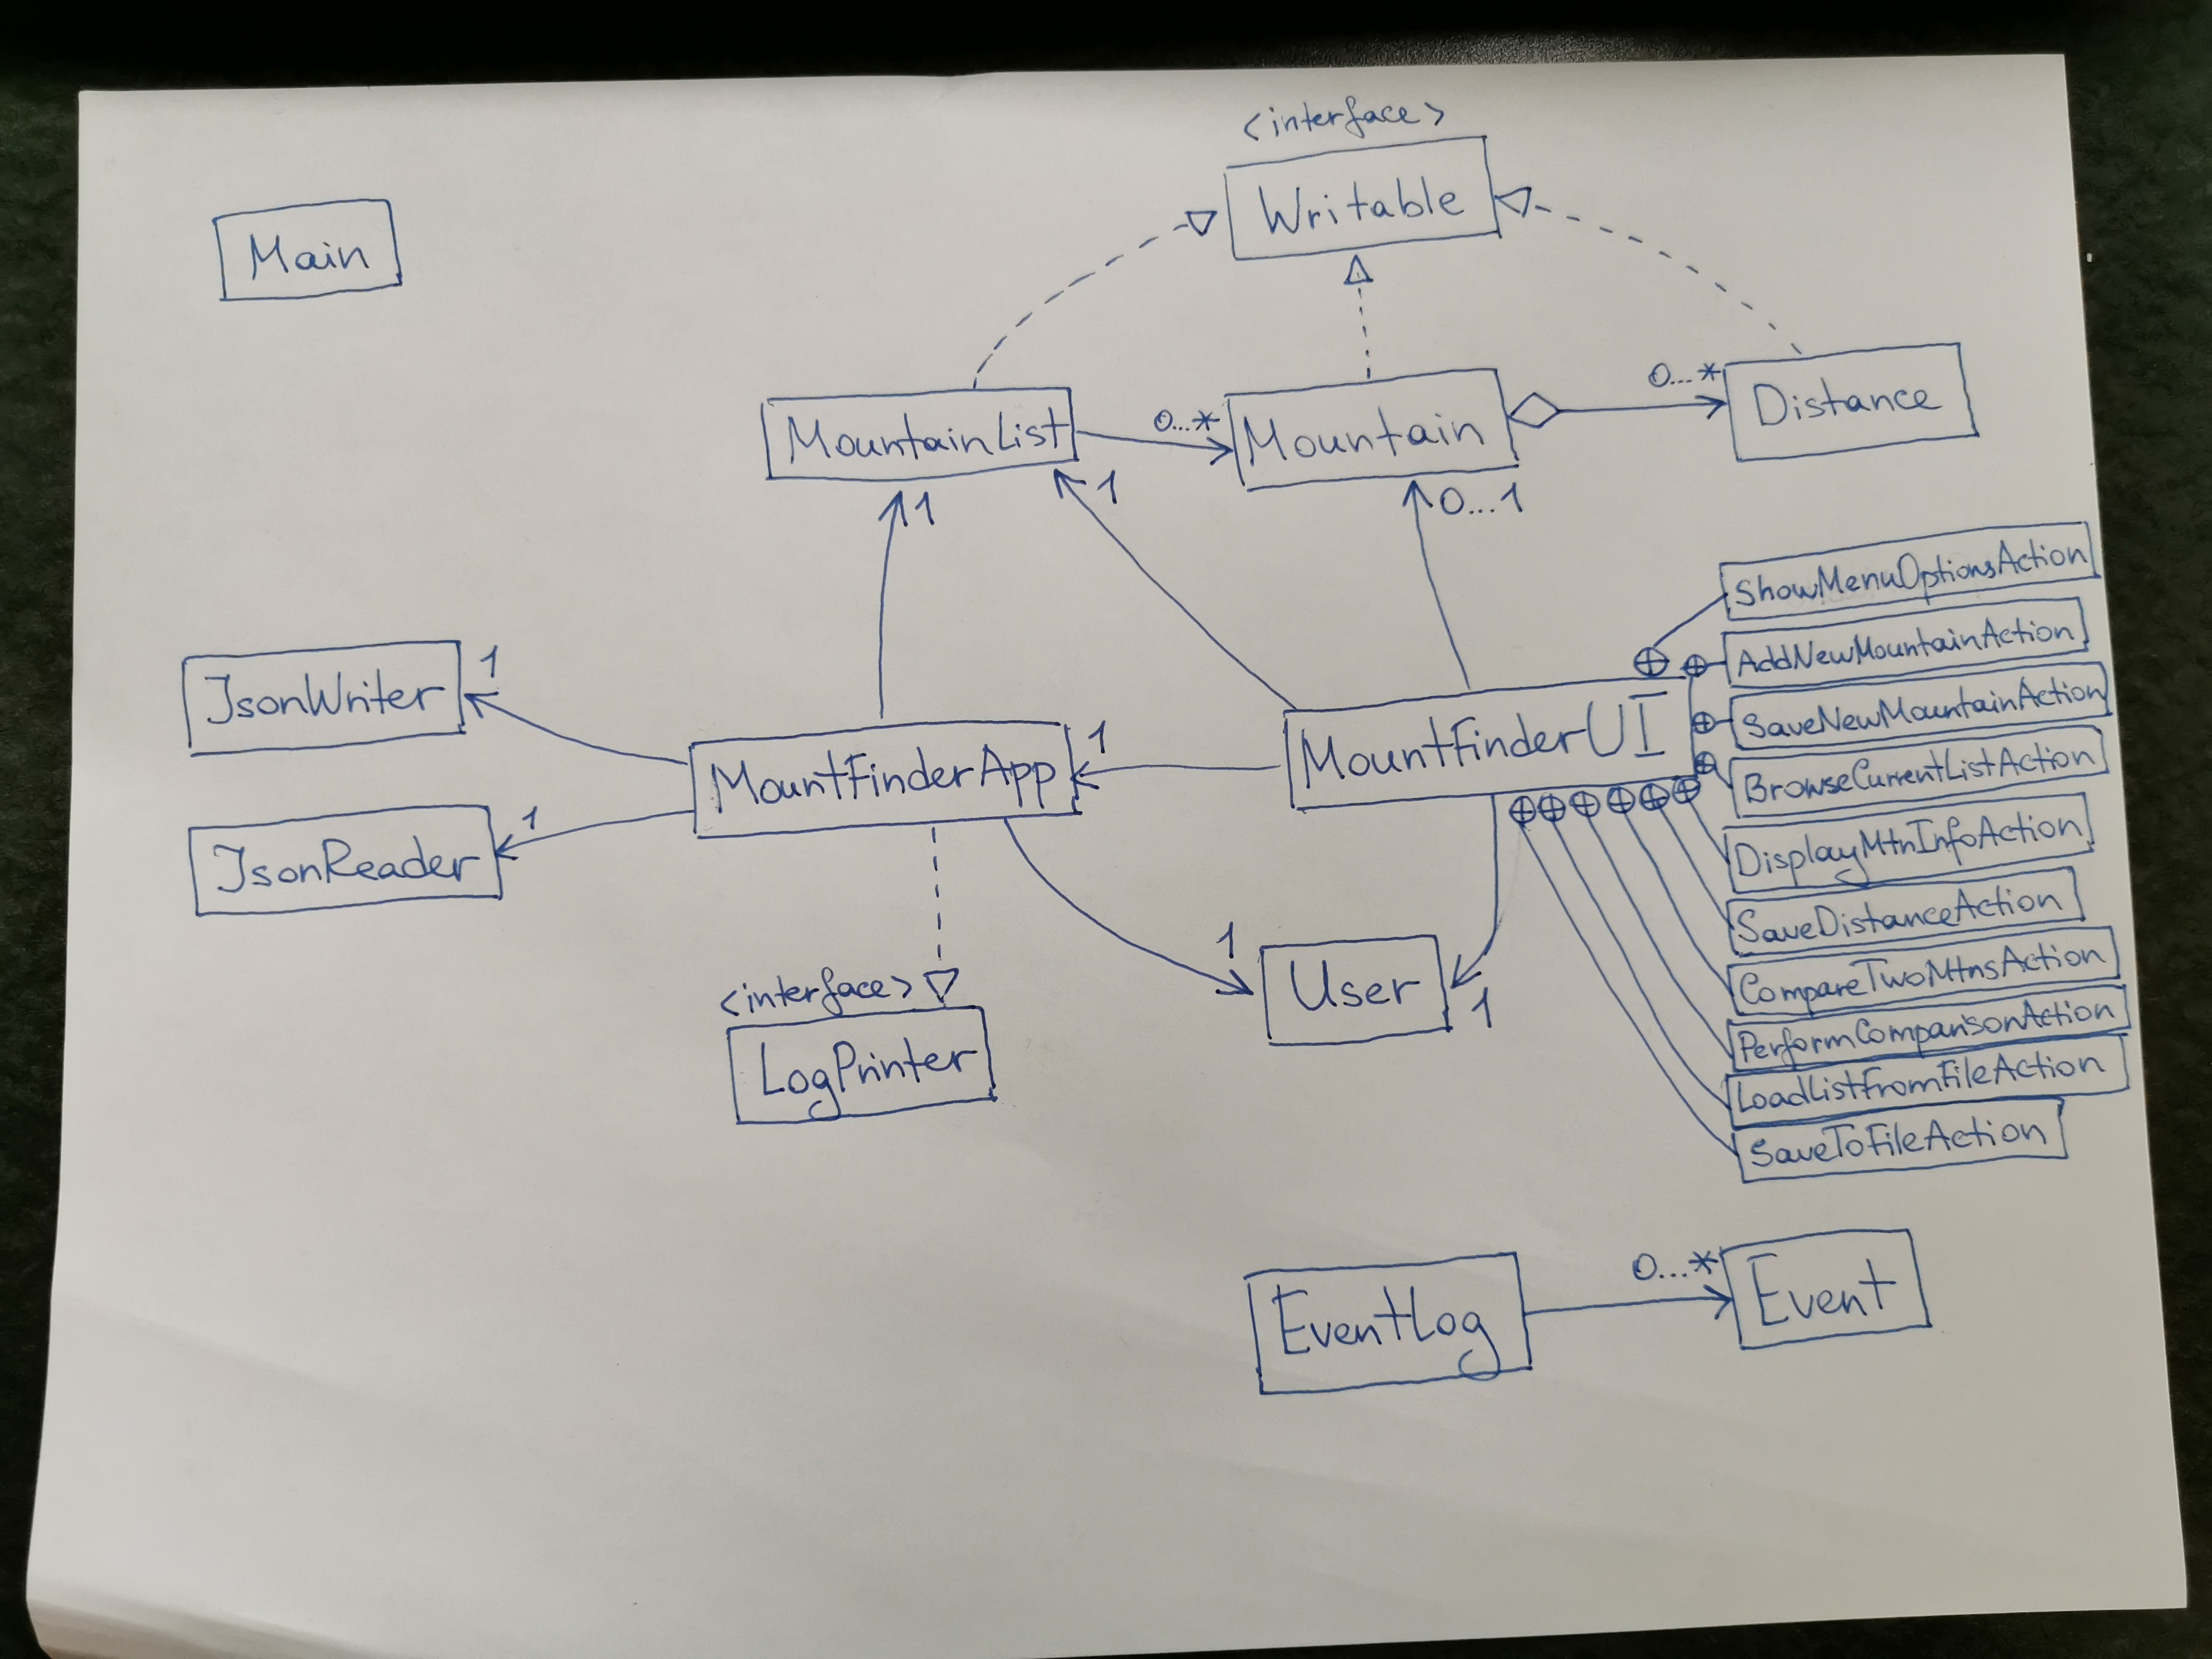 <interface>
Writable
Main
0...*
Distance
MountainList
0...*
Mountain
1
1
0...1
ShowMenuOptionsAction
AddNewMountainAction
1
JsonWriter
SaveNewMountainAction
MountFinderUI
1
MountFinderApp
BrowseCurrentListAction
1
JsonReader
DisplayMtnInfoAction
SaveDistanceAction
1
CompareTwoMtnsAction
<interface>
User
1
PerformComparisonAction
LogPrinter
LoadListFromFileAction
SaveToFileAction
0...*
EventLog
Event